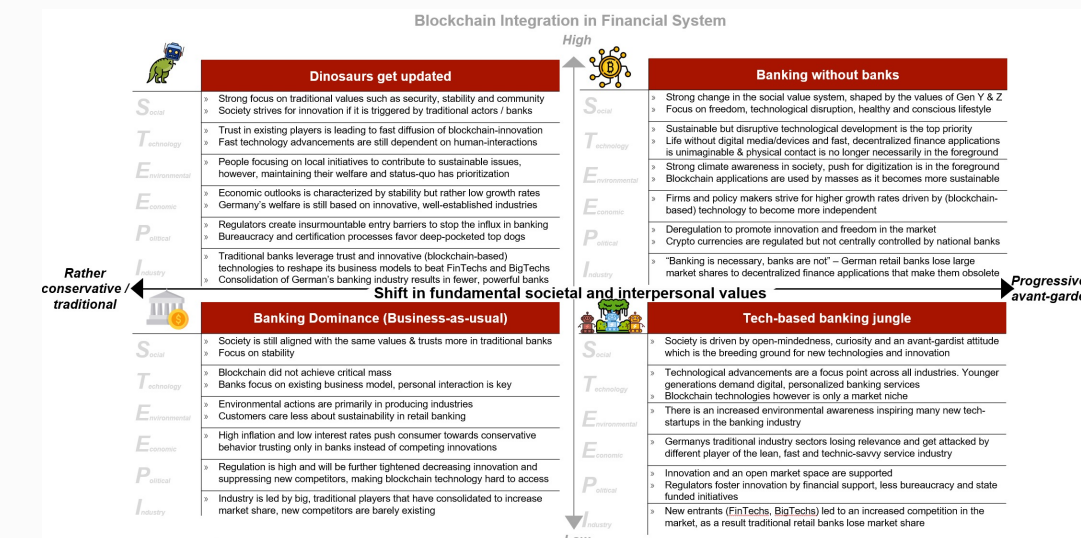 Blockchain Integration in Financial System
High
Dinosaurs get updated
Social
» Strong focus on traditional values such as security, stability and community
» Society strives for innovation if it is triggered by traditional actors / banks
Technology
» Trust in existing players is leading to fast diffusion of blockchain-innovation
» Fast technology advancements are still dependent on human-interactions
Environmental
» People focusing on local initiatives to contribute to sustainable issues,
however, maintaining their welfare and status-quo has prioritization
Economic
» Economic outlooks is characterized by stability but rather low growth rates
» Germany's welfare is still based on innovative, well-established industries
Political
» Regulators create insurmountable entry barriers to stop the influx in banking
» Bureaucracy and certification processes favor deep-pocketed top dogs
Industry
» Traditional banks leverage trust and innovative (blockchain-based)
technologies to reshape its business models to beat FinTechs and BigTechs
» Consolidation of German's banking industry results in fewer, powerful banks
Banking without banks
Social
» Strong change in the social value system, shaped by the values of Gen Y & Z
» Focus on freedom, technological disruption, healthy and conscious lifestyle
Technology
» Sustainable but disruptive technological development is the top priority
» Life without digital media/devices and fast, decentralized finance applications
is unimaginable & physical contact is no longer necessarily in the foreground
Environmental
» Strong climate awareness in society, push for digitization is in the foreground
» Blockchain applications are used by masses as it becomes more sustainable
Economic
» Firms and policy makers strive for higher growth rates driven by (blockchain-
based) technology to become more independent
Political
» Deregulation to promote innovation and freedom in the market
» Crypto currencies are regulated but not centrally controlled by national banks
Industry
» “Banking is necessary, banks are not” – German retail banks lose large
market shares to decentralized finance applications that make them obsolete
Rather
conservative /
traditional
Shift in fundamental societal and interpersonal values
Progressive
avant-garde
Banking Dominance (Business-as-usual)
Social
» Society is still aligned with the same values & trusts more in traditional banks
» Focus on stability
Technology
» Blockchain did not achieve critical mass
» Banks focus on existing business model, personal interaction is key
Environmental
» Environmental actions are primarily in producing industries
» Customers care less about sustainability in retail banking
Economic
» High inflation and low interest rates push consumer towards conservative
behavior trusting only in banks instead of competing innovations
Political
» Regulation is high and will be further tightened decreasing innovation and
suppressing new competitors, making blockchain technology hard to access
Industry
» Industry is led by big, traditional players that have consolidated to increase
market share, new competitors are barely existing
Tech-based banking jungle
Social
» Society is driven by open-mindedness, curiosity and an avant-gardist attitude
which is the breeding ground for new technologies and innovation
Technology
» Technological advancements are a focus point across all industries. Younger
generations demand digital, personalized banking services
» Blockchain technologies however is only a market niche
Environmental
» There is an increased environmental awareness inspiring many new tech-
startups in the banking industry
Economic
» Germanys traditional industry sectors losing relevance and get attacked by
different player of the lean, fast and technic-savvy service industry
Political
» Innovation and an open market space are supported
» Regulators foster innovation by financial support, less bureaucracy and state
funded initiatives
Industry
» New entrants (FinTechs, BigTechs) led to an increased competition in the
market, as a result traditional retail banks lose market share